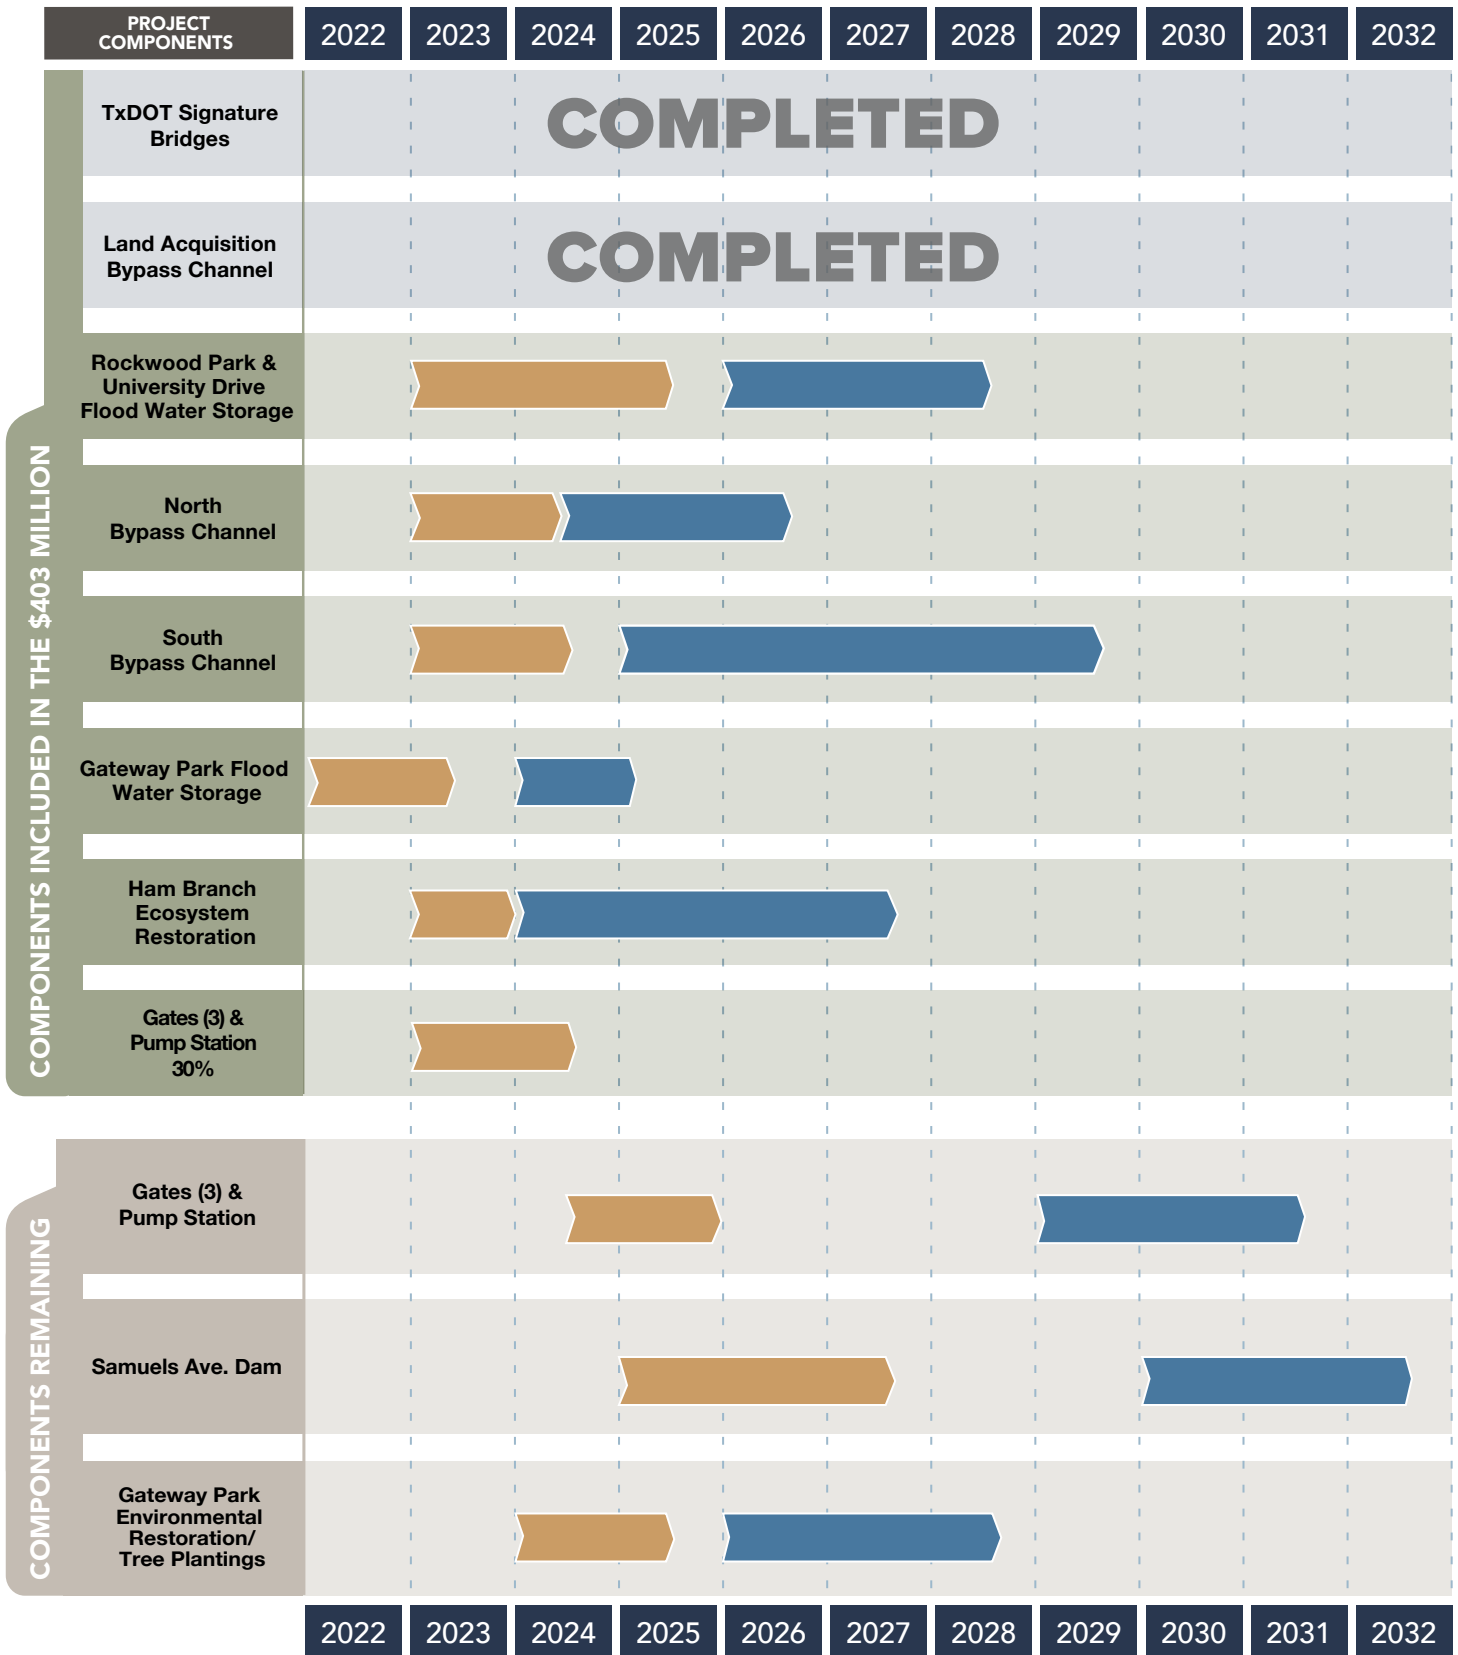 PROJECT
COMPONENTS
2022 2023 2024 2025 2026 2027 2028 2029 2030 2031 2032
COMPONENTS INCLUDED IN THE $403 MILLION
TxDOT Signature
Bridges
COMPLETED
Land Acquisition
Bypass Channel
COMPLETED
Rockwood Park &
University Drive
Flood Water Storage
North
Bypass Channel
South
Bypass Channel
Gateway Park Flood
Water Storage
Ham Branch
Ecosystem
Restoration
Gates (3) &
Pump Station
30%
COMPONENTS REMAINING
Gates (3) &
Pump Station
Samuels Ave. Dam
Gateway Park
Environmental
Restoration/
Tree Plantings
2022 2023 2024 2025 2026 2027 2028 2029 2030 2031 2032